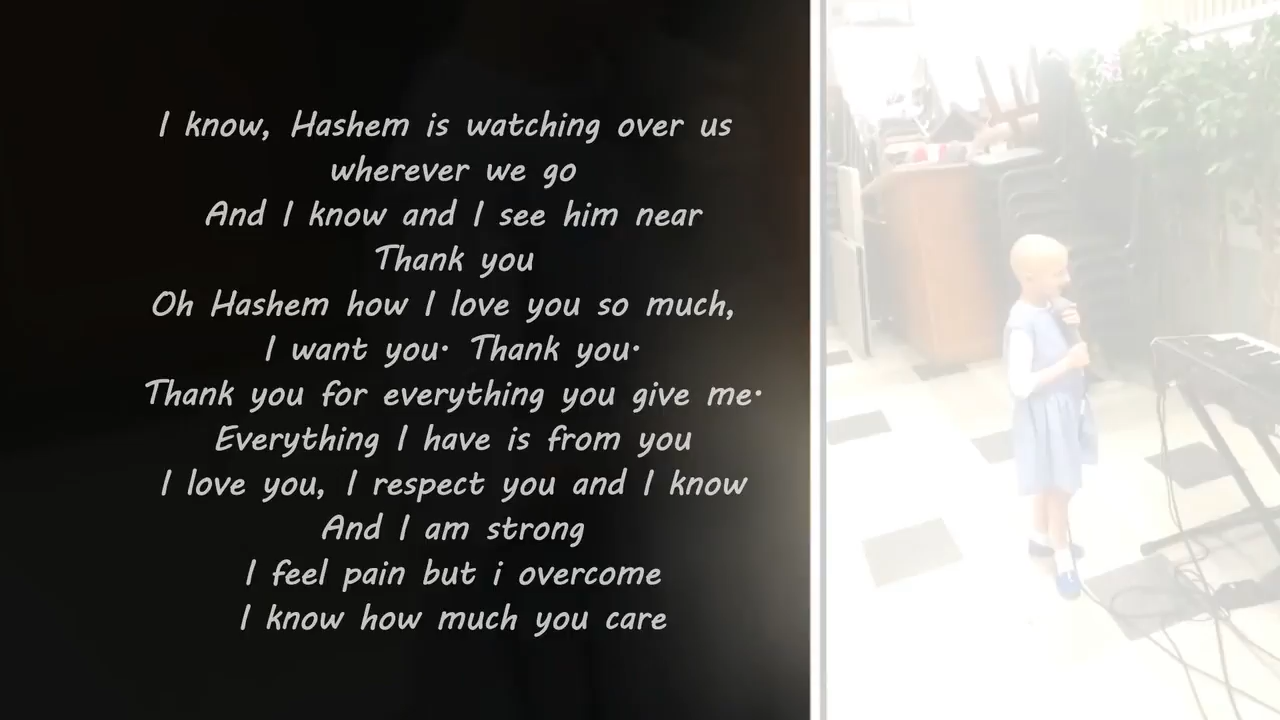 I know, Hashem is watching over us
wherever we go
And I know and I see him near
Thank you
Oh Hashem how I love you so much,
I want you· Thank you·
Thank you for everything you give me·
Everything I have is from you
I love you, I respect you and I know
And I am strong
I feel pain but i overcome
I know how much you care